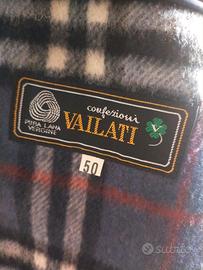 confezioni
VAILATI
V
PURA LANA
VERGINE
50
subito